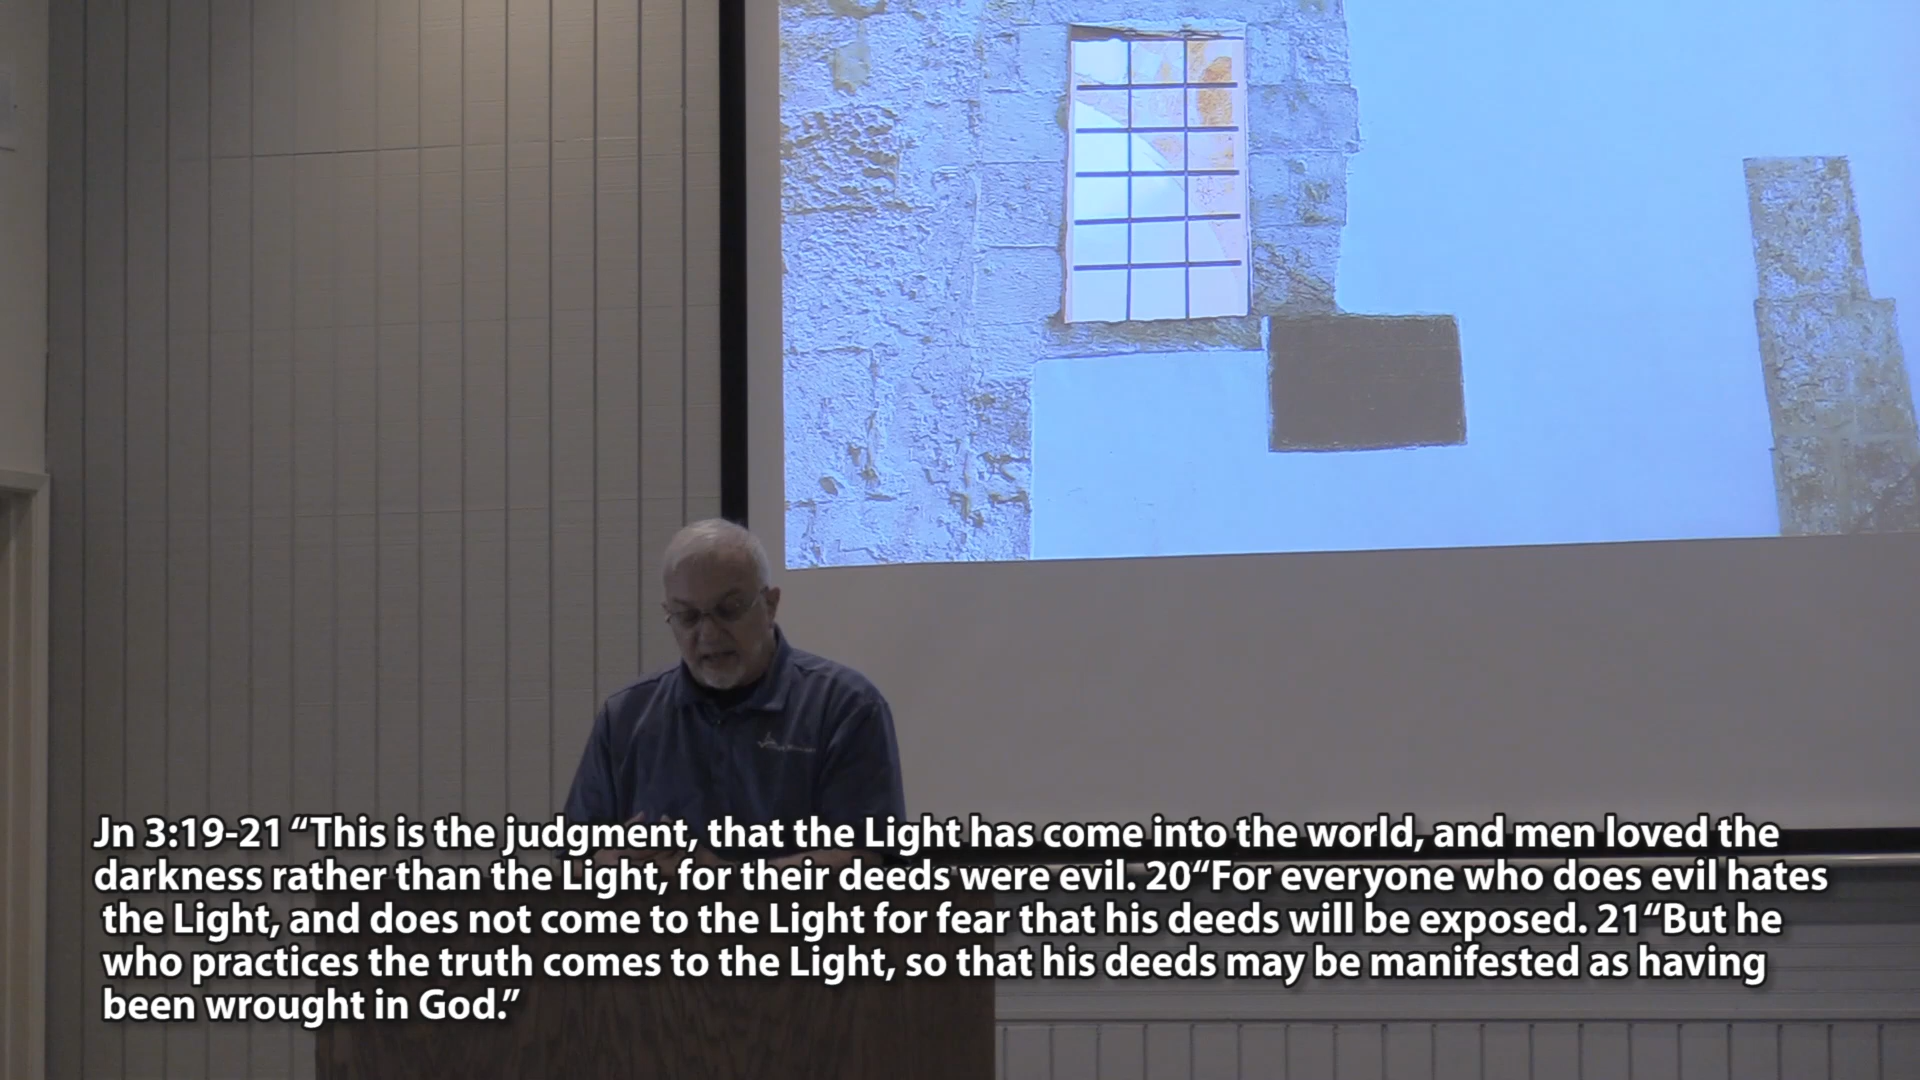 Jn 3:19-21 “This is the judgment, that the Light has come into the world, and men loved the
darkness rather than the Light, for their deeds were evil. 20“For everyone who does evil hates
the Light, and does not come to the Light for fear that his deeds will be exposed. 21“But he
who practices the truth comes to the Light, so that his deeds may be manifested as having
been wrought in God.”